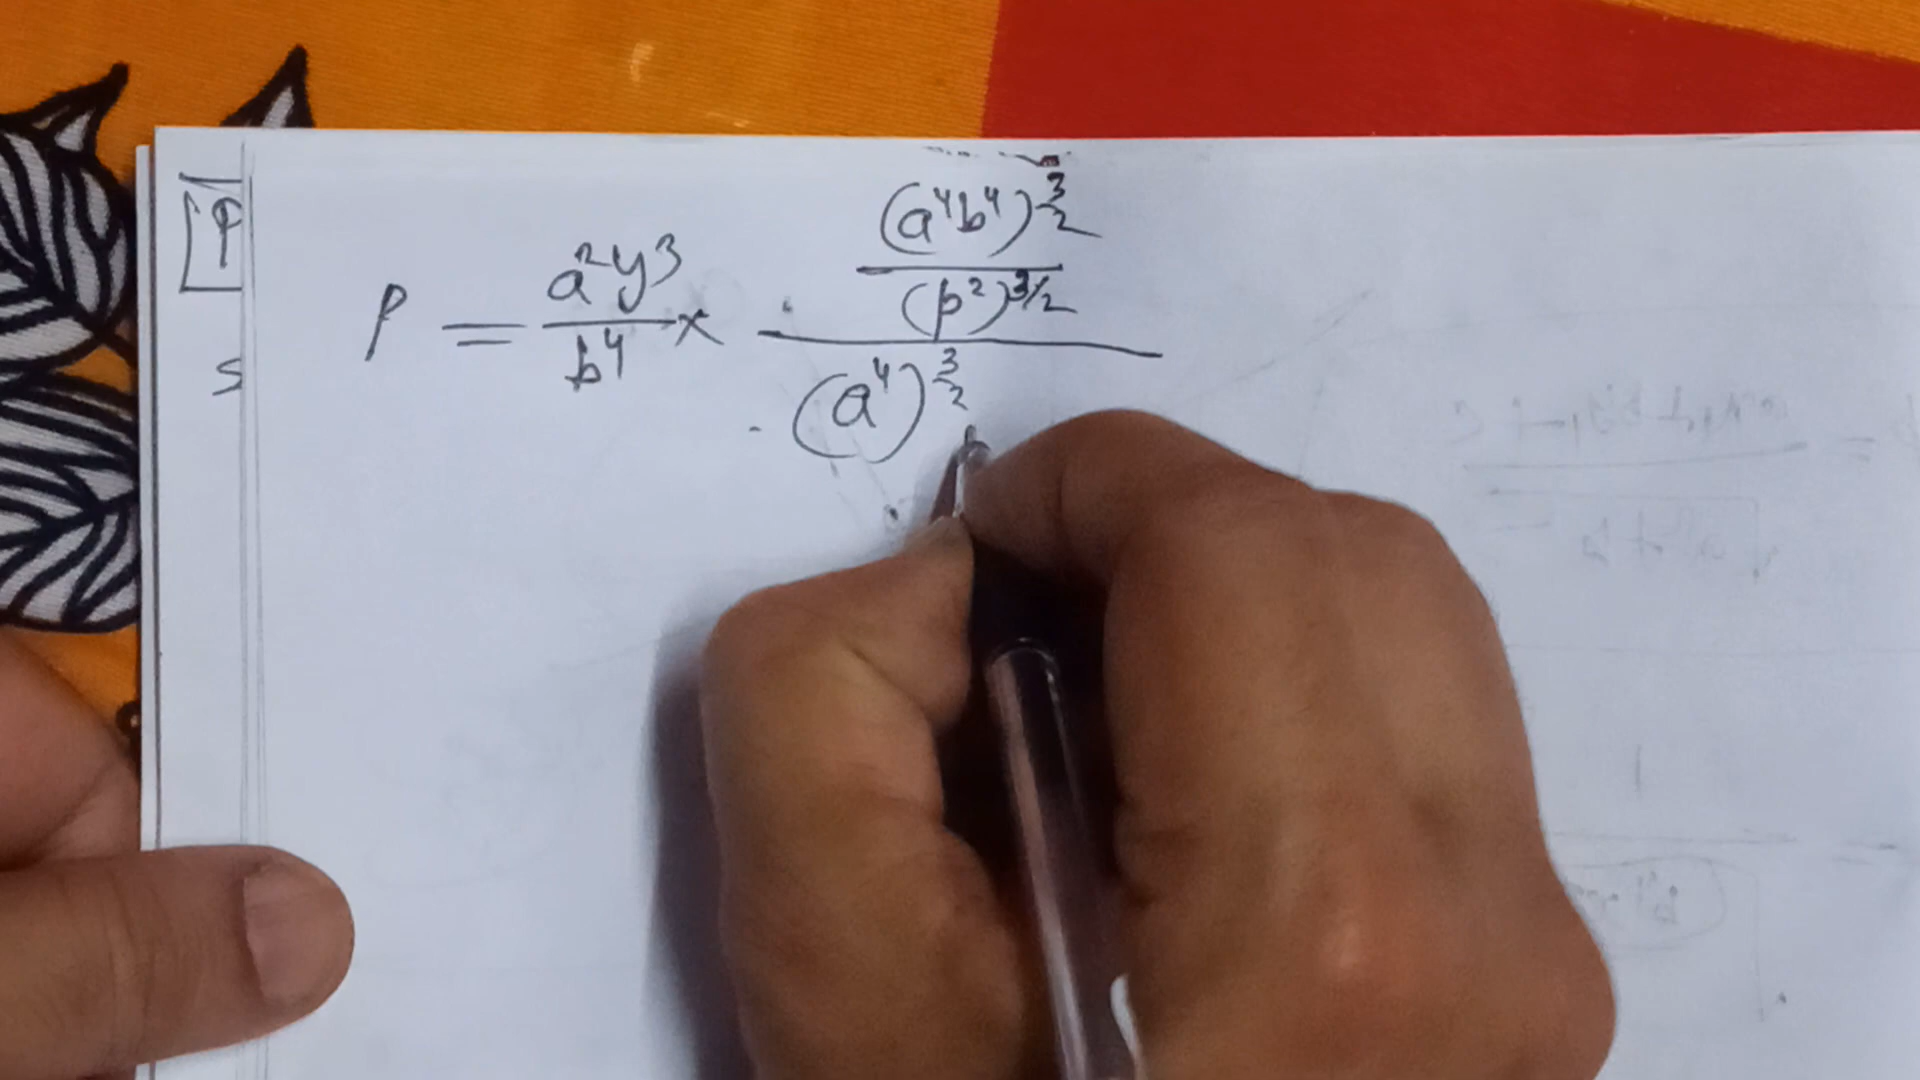 P
S
p = a²y³/b⁴ × ((a⁴b⁴)^(3/2)/(p²)^(3/2))/(a⁴)^(3/2)